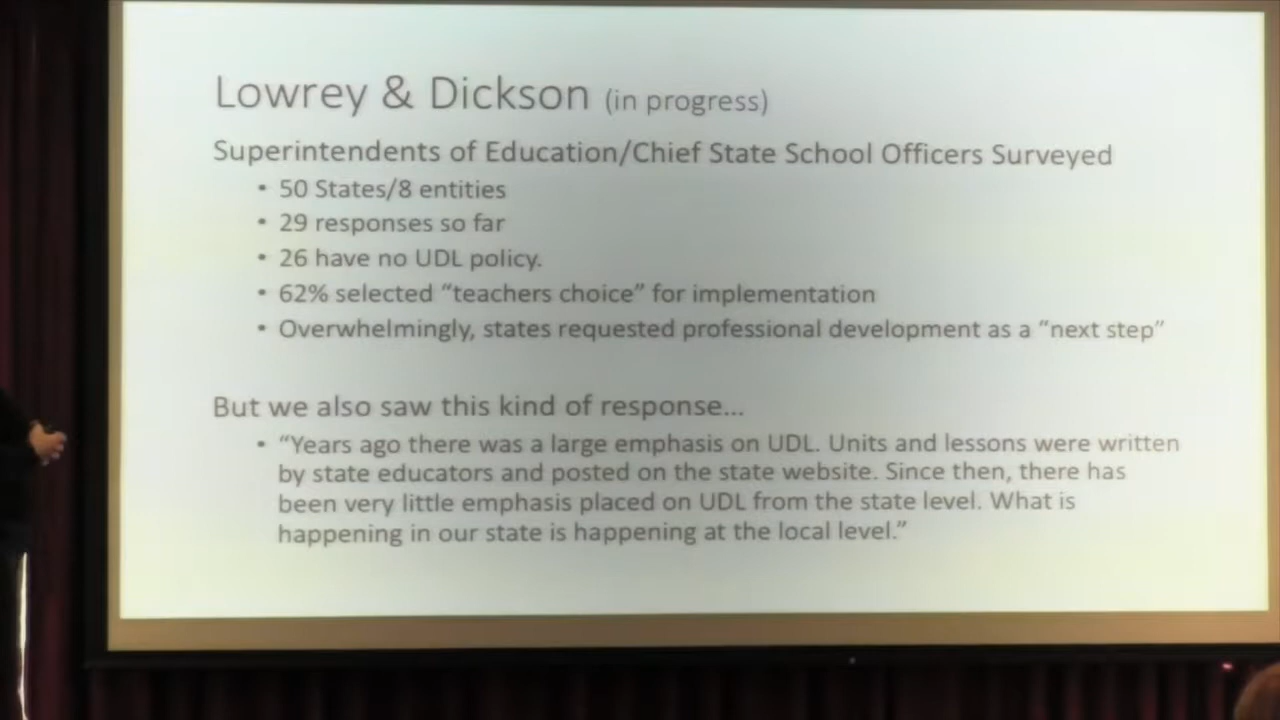 Lowrey & Dickson (in progress)
Superintendents of Education/Chief State School Officers Surveyed
• 50 States/8 entities
• 29 responses so far
• 26 have no UDL policy.
• 62% selected “teachers choice” for implementation
• Overwhelmingly, states requested professional development as a “next step”
But we also saw this kind of response...
• “Years ago there was a large emphasis on UDL. Units and lessons were written
by state educators and posted on the state website. Since then, there has
been very little emphasis placed on UDL from the state level. What is
happening in our state is happening at the local level.”